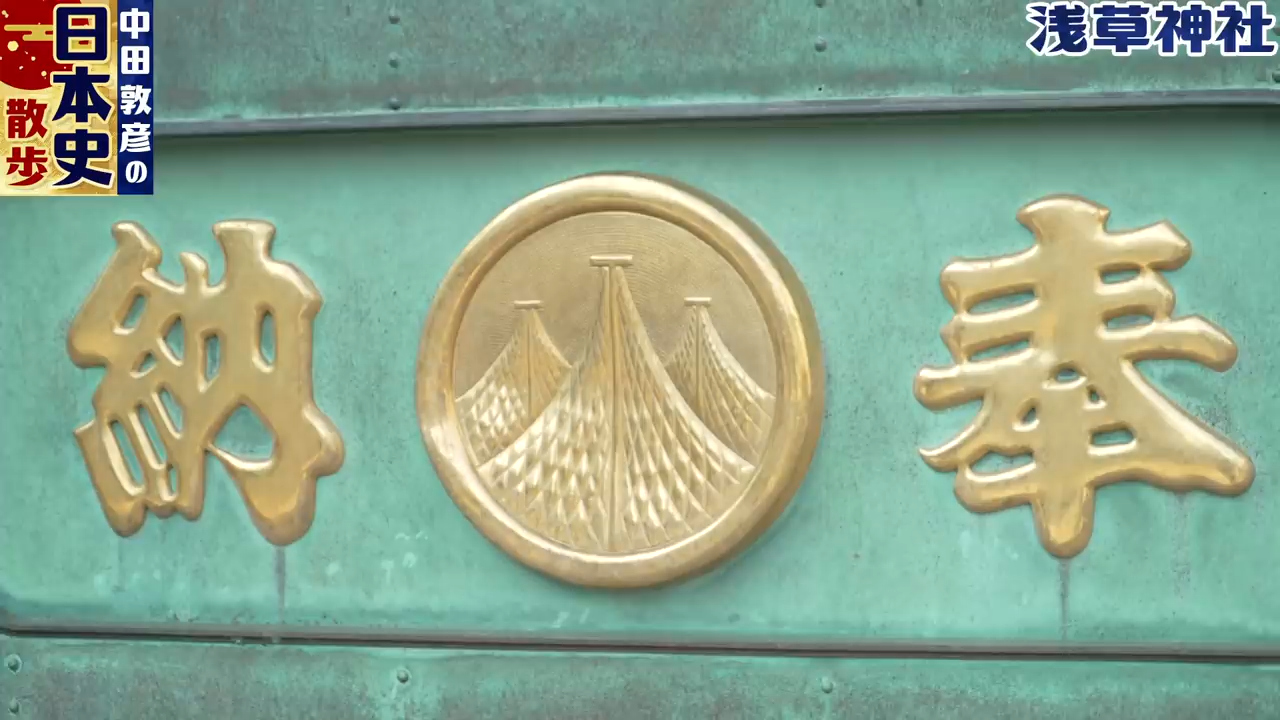 中田敦彦の
日本史
散歩
浅草神社
奉納